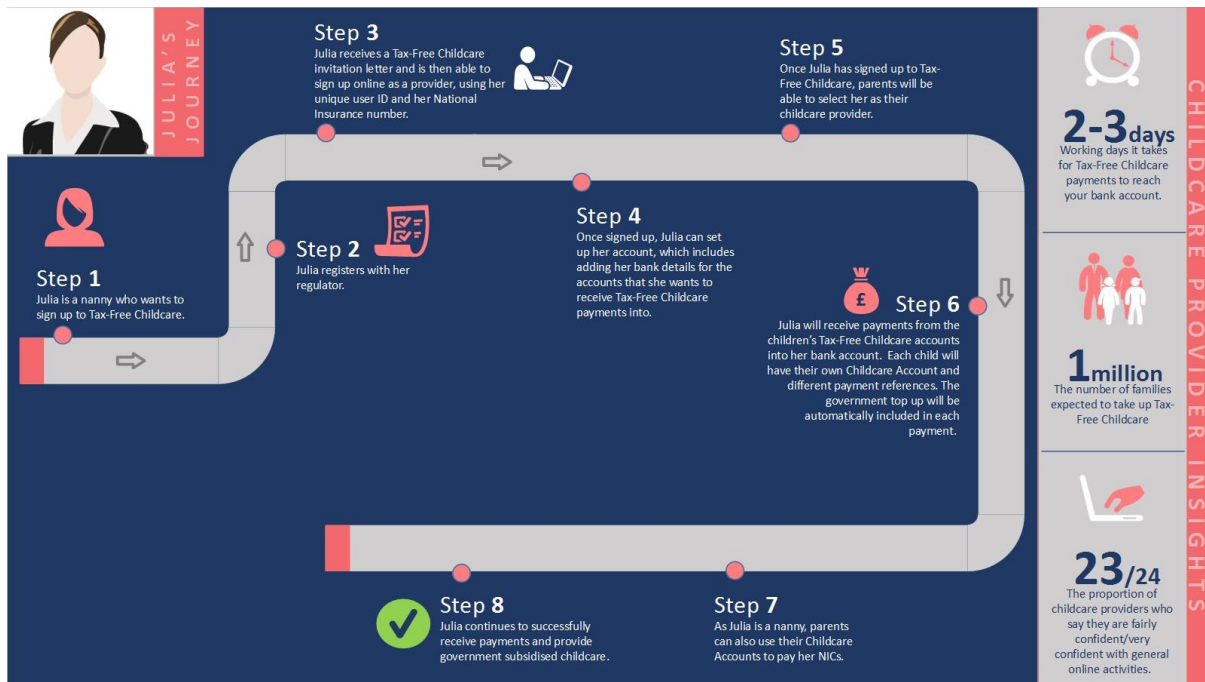 JULIA'S
JOURNEY
Step 1
Julia is a nanny who wants to
sign up to Tax-Free Childcare.
Step 2
Julia registers with her
regulator.
Step 3
Julia receives a Tax-Free Childcare
invitation letter and is then able to
sign up online as a provider, using her
unique user ID and her National
Insurance number.
Step 4
Once signed up, Julia can set
up her account, which includes
adding her bank details for the
accounts that she wants to
receive Tax-Free Childcare
payments into.
Step 5
Once Julia has signed up to Tax-
Free Childcare, parents will be
able to select her as their
childcare provider.
£
Step 6
Julia will receive payments from the
children's Tax-Free Childcare accounts
into her bank account. Each child will
have their own Childcare Account and
different payment references. The
government top up will be
automatically included in each
payment.
Step 7
As Julia is a nanny, parents
can also use their Childcare
Accounts to pay her NICs.
Step 8
Julia continues to successfully
receive payments and provide
government subsidised childcare.
CHILDCARE PROVIDER INSIGHTS
2-3days
Working days it takes
for Tax-Free Childcare
payments to reach
your bank account.
1million
The number of families
expected to take up Tax-
Free Childcare
23/24
The proportion of
childcare providers who
say they are fairly
confident/very
confident with general
online activities.